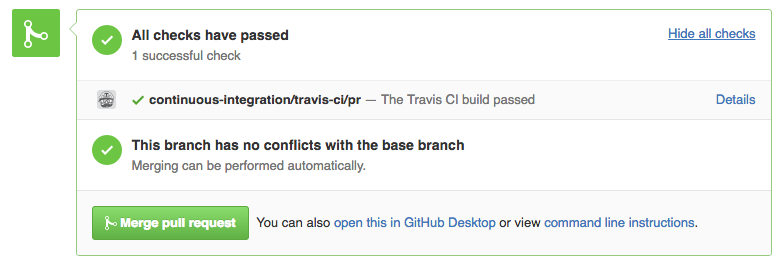 All checks have passed
Hide all checks
1 successful check
continuous-integration/travis-ci/pr — The Travis CI build passed
Details
This branch has no conflicts with the base branch
Merging can be performed automatically.
Merge pull request
You can also open this in GitHub Desktop or view command line instructions.